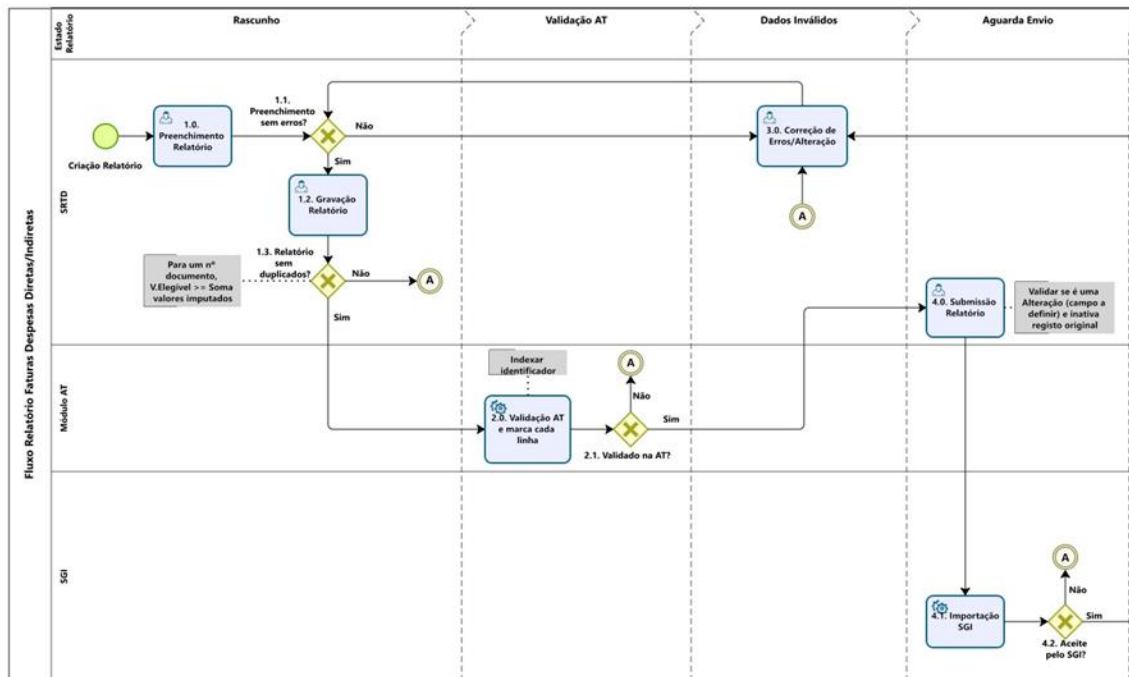 Fluxo Relatório Faturas Despesas Diretas/Indiretas
Estado
Relatório
Rascunho
Validação AT
Dados Inválidos
Aguarda Envio
SRTD
Criação Relatório
1.0.
Preenchimento
Relatório
1.1.
Preenchimento
sem erros?
Não
Sim
3.0. Correção de
Erros/Alteração
A
1.2. Gravação
Relatório
1.3. Relatório
sem
duplicados?
Não
A
Sim
Para um nº
documento,
V.Elegível >= Soma
valores imputados
4.0. Submissão
Relatório
Validar se é uma
Alteração (campo a
definir) e inativa
registo original
Módulo AT
Indexar
identificador
2.0. Validação AT
e marca cada
linha
A
Não
Sim
2.1. Validado na AT?
SGI
4.1. Importação
SGI
A
Não
Sim
4.2. Aceite
pelo SGI?